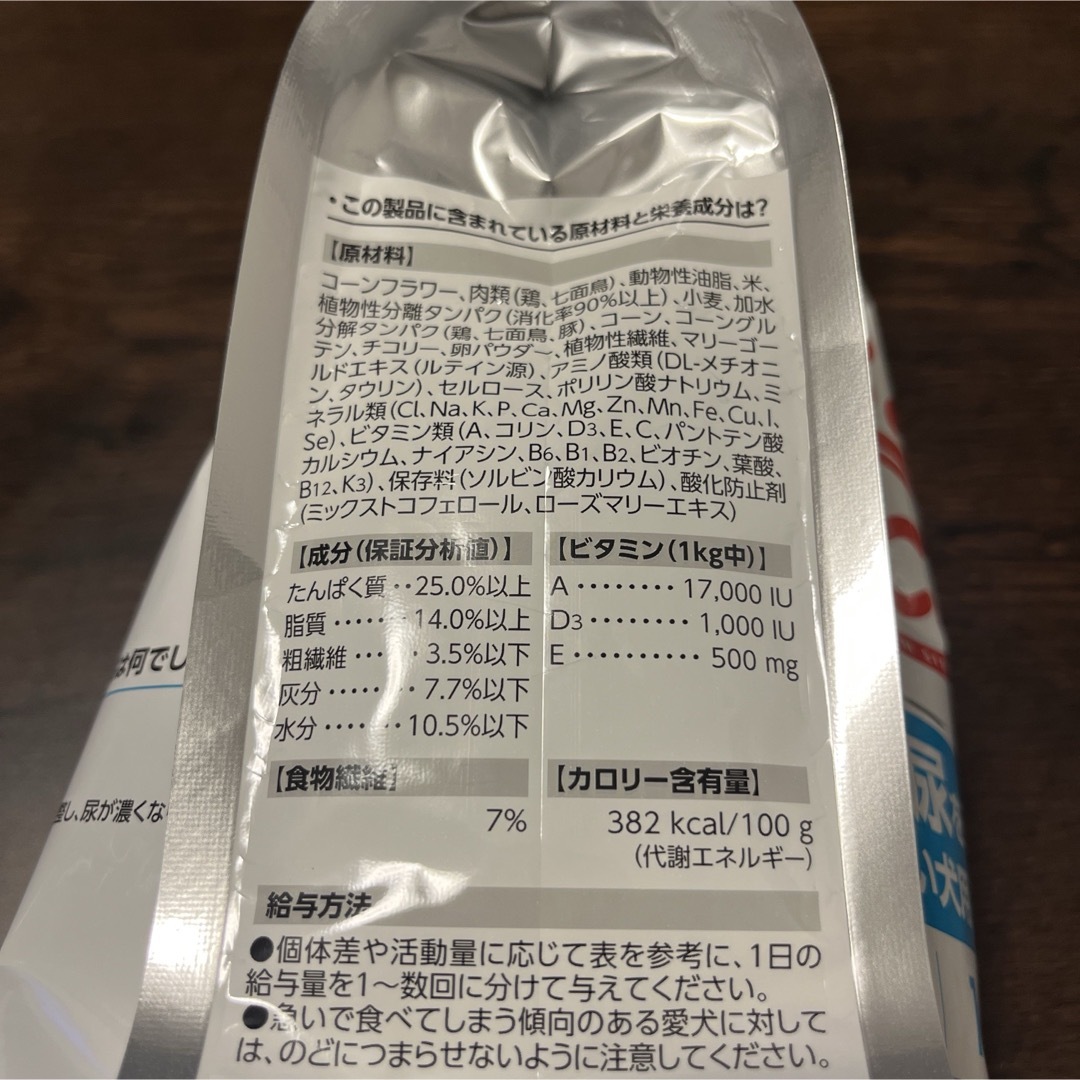 ・この製品に含まれている原材料と栄養成分は?
【原材料】
コーンフラワー、肉類(鶏、七面鳥)、動物性油脂、米、
植物性分離タンパク(消化率90%以上)、小麦、加水
分解タンパク(鶏、七面鳥、豚)、コーン、コーングル
テン、チコリー、卵パウダー、植物性繊維、マリーゴー
ルドエキス(ルテイン源)、アミノ酸類(DL-メチオニ
ン、タウリン)、セルロース、ポリリン酸ナトリウム、ミ
ネラル類(Cl、Na、K、P、Ca、Mg、Zn、Mn、Fe、Cu、I、
Se)、ビタミン類(A、コリン、D3、E、C、パントテン酸
カルシウム、ナイアシン、B6、B1、B2、ビオチン、葉酸、
B12、K3)、保存料(ソルビン酸カリウム)、酸化防止剤
(ミックストコフェロール、ローズマリーエキス)
【成分(保証分析値)】
たんぱく質‥25.0%以上
脂質‥‥‥14.0%以上
粗繊維‥‥3.5%以下
灰分‥‥‥7.7%以下
水分‥‥‥10.5%以下
【ビタミン(1kg中)】
A‥‥‥‥17,000 IU
D3‥‥‥‥1,000 IU
E‥‥‥‥‥500 mg
【食物繊維】
7%
【カロリー含有量】
382 kcal/100 g
(代謝エネルギー)
給与方法
●個体差や活動量に応じて表を参考に、1日の
給与量を1〜数回に分けて与えてください。
●急いで食べてしまう傾向のある愛犬に対して
は、のどにつまらせないように注意してください。
は何でし
し、尿が濃くな
尿
い犬